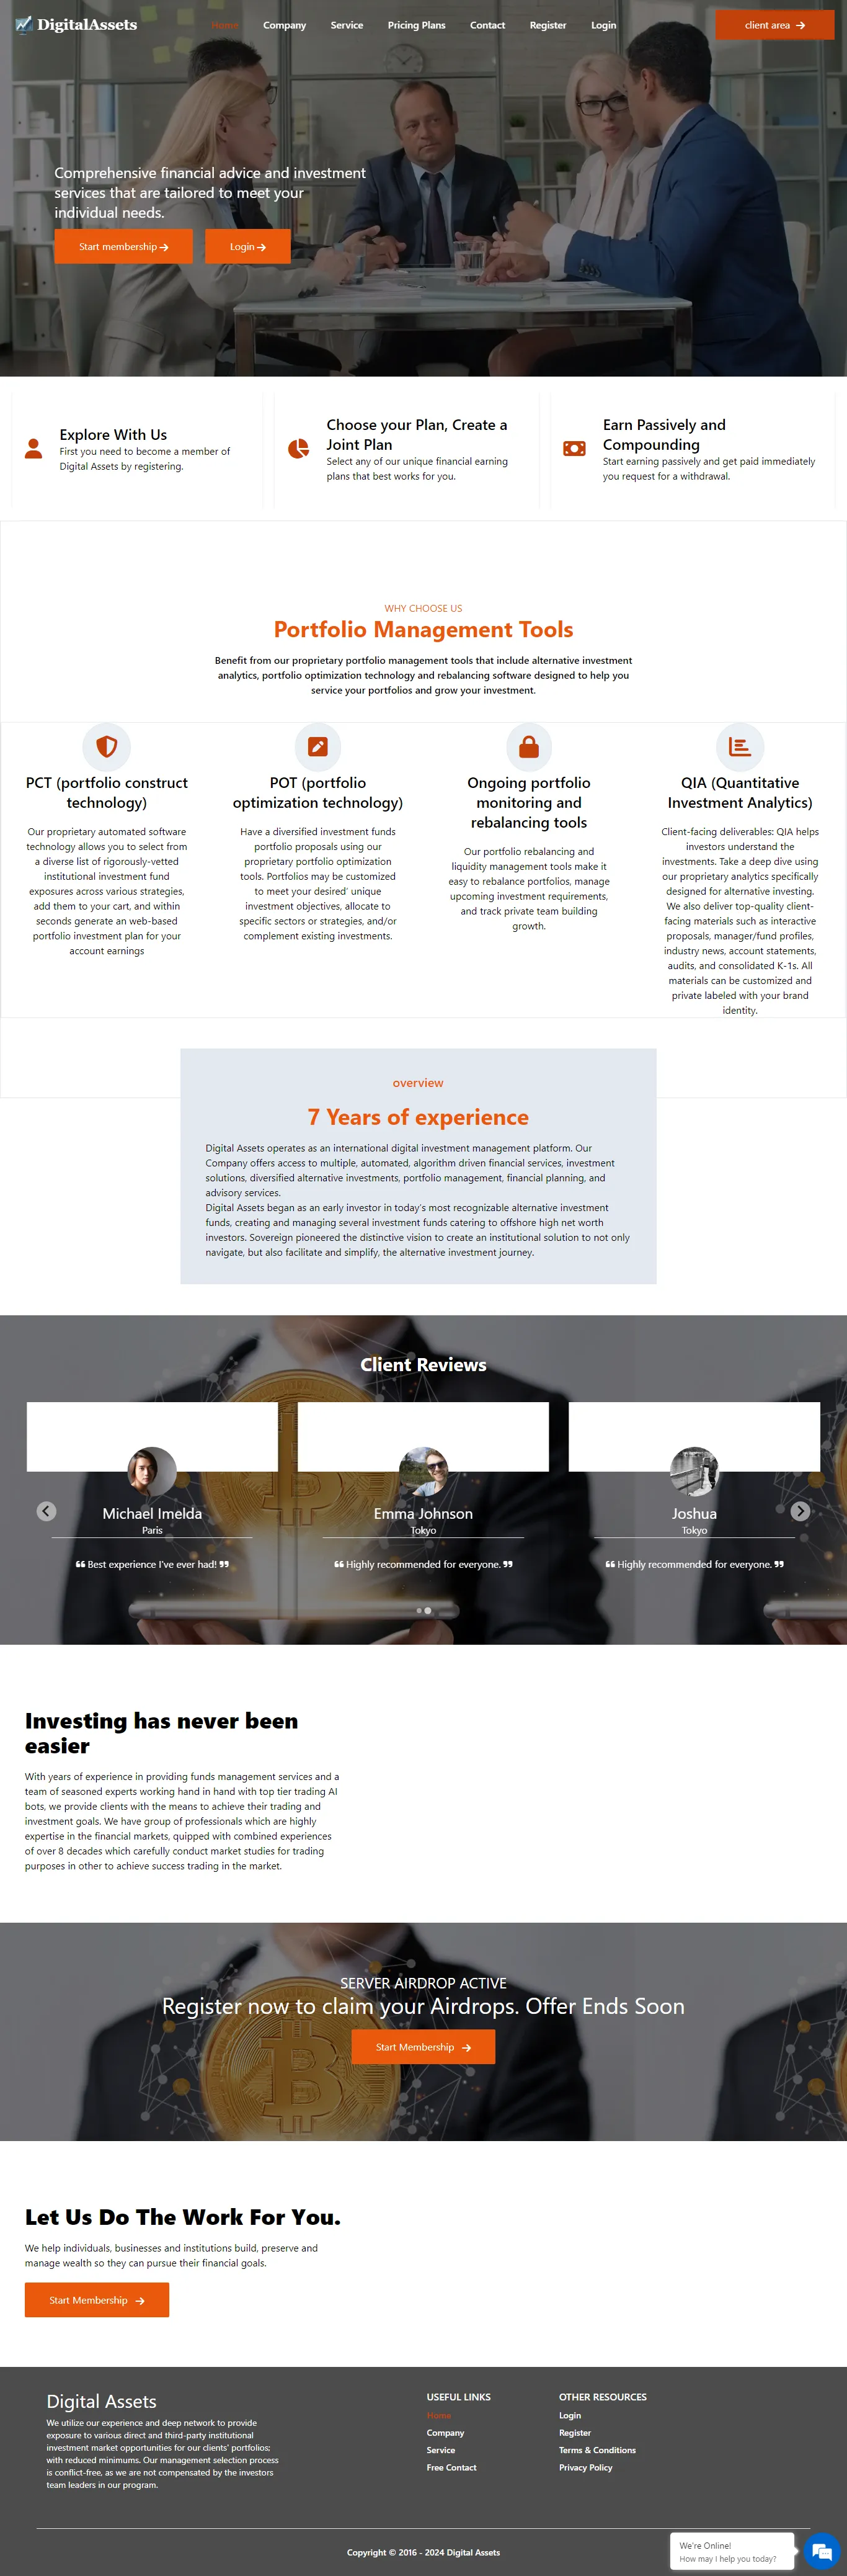 DigitalAssets
Home
Company
Service
Pricing Plans
Contact
Register
Login
client area
Comprehensive financial advice and investment
services that are tailored to meet your
individual needs.
Start membership
Login
Explore With Us
First you need to become a member of
Digital Assets by registering.
Choose your Plan, Create a
Joint Plan
Select any of our unique financial earning
plans that best works for you.
Earn Passively and
Compounding
Start earning passively and get paid immediately
you request for a withdrawal.
WHY CHOOSE US
Portfolio Management Tools
Benefit from our proprietary portfolio management tools that include alternative investment
analytics, portfolio optimization technology and rebalancing software designed to help you
service your portfolios and grow your investment.
PCT (portfolio construct
technology)
Our proprietary automated software
technology allows you to select from
a diverse list of rigorously-vetted
institutional investment fund
exposures across various strategies,
add them to your cart, and within
seconds generate an web-based
portfolio investment plan for your
account earnings
POT (portfolio
optimization technology)
Have a diversified investment funds
portfolio proposals using our
proprietary portfolio optimization
tools. Portfolios may be customized
to meet your desired' unique
investment objectives, allocate to
specific sectors or strategies, and/or
complement existing investments.
Ongoing portfolio
monitoring and
rebalancing tools
Our portfolio rebalancing and
liquidity management tools make it
easy to rebalance portfolios, manage
upcoming investment requirements,
and track private team building
growth.
QIA (Quantitative
Investment Analytics)
Client-facing deliverables: QIA helps
investors understand the
investments. Take a deep dive using
our proprietary analytics specifically
designed for alternative investing.
We also deliver top-quality client-
facing materials such as interactive
proposals, manager/fund profiles,
industry news, account statements,
audits, and consolidated K-1s. All
materials can be customized and
private labeled with your brand
identity.
overview
7 Years of experience
Digital Assets operates as an international digital investment management platform. Our
Company offers access to multiple, automated, algorithm driven financial services, investment
solutions, diversified alternative investments, portfolio management, financial planning, and
advisory services.
Digital Assets began as an early investor in today's most recognizable alternative investment
funds, creating and managing several investment funds catering to offshore high net worth
investors. Sovereign pioneered the distinctive vision to create an institutional solution to not only
navigate, but also facilitate and simplify, the alternative investment journey.
Client Reviews
Michael Imelda
Paris
❝ Best experience I've ever had! ❞
Emma Johnson
Tokyo
❝ Highly recommended for everyone. ❞
Joshua
Tokyo
❝ Highly recommended for everyone. ❞
Investing has never been
easier
With years of experience in providing funds management services and a
team of seasoned experts working hand in hand with top tier trading AI
bots, we provide clients with the means to achieve their trading and
investment goals. We have group of professionals which are highly
expertise in the financial markets, quipped with combined experiences
of over 8 decades which carefully conduct market studies for trading
purposes in other to achieve success trading in the market.
SERVER AIRDROP ACTIVE
Register now to claim your Airdrops. Offer Ends Soon
Start Membership
Let Us Do The Work For You.
We help individuals, businesses and institutions build, preserve and
manage wealth so they can pursue their financial goals.
Start Membership
Digital Assets
We utilize our experience and deep network to provide
exposure to various direct and third-party institutional
investment market opportunities for our clients' portfolios;
with reduced minimums. Our management selection process
is conflict-free, as we are not compensated by the investors
team leaders in our program.
USEFUL LINKS
Home
Company
Service
Free Contact
OTHER RESOURCES
Login
Register
Terms & Conditions
Privacy Policy
Copyright © 2016 - 2024 Digital Assets
We're Online!
How may I help you today?